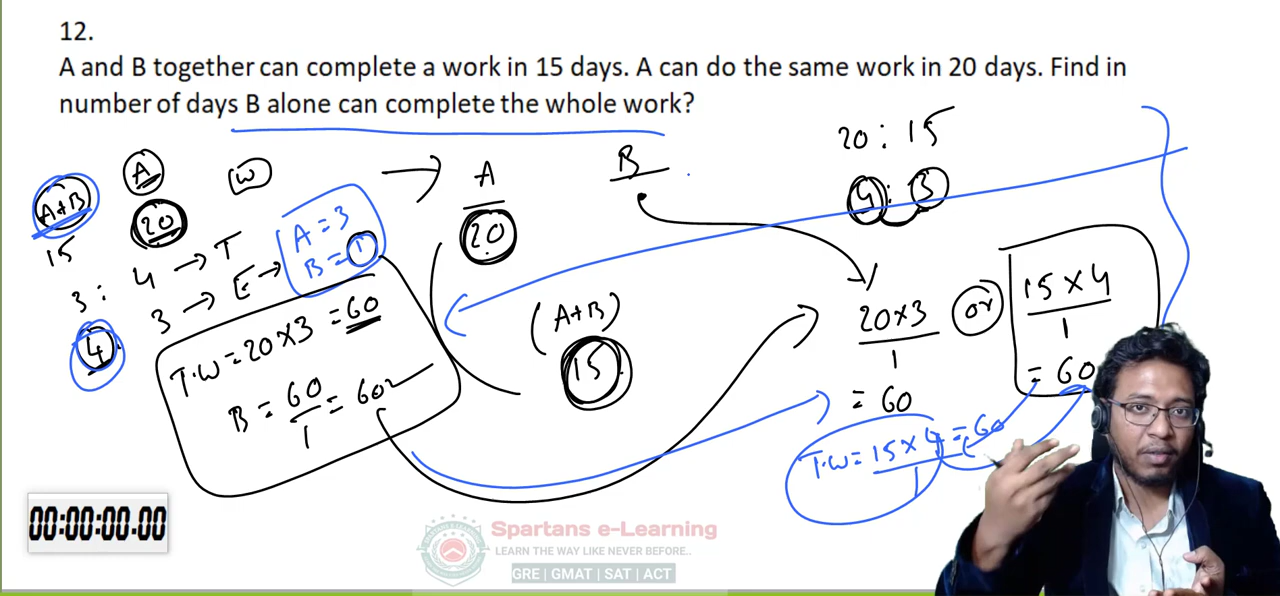 12.
A and B together can complete a work in 15 days. A can do the same work in 20 days. Find in
number of days B alone can complete the whole work?
20 : 15
4 : 3
A+B
A
W
15
20
3 : 4 → T
4
3 → E →
A = 3
B = 1
T.W = 20 × 3 = 60
B = 60/1 = 60
A
20
B
(A+B)
15
20×3/1
= 60
or
15 × 4/1
= 60
T.W = 15 × 4/1 = 60
00:00:00.00
Spartans e-Learning
LEARN THE WAY LIKE NEVER BEFORE..
GRE | GMAT | SAT | ACT